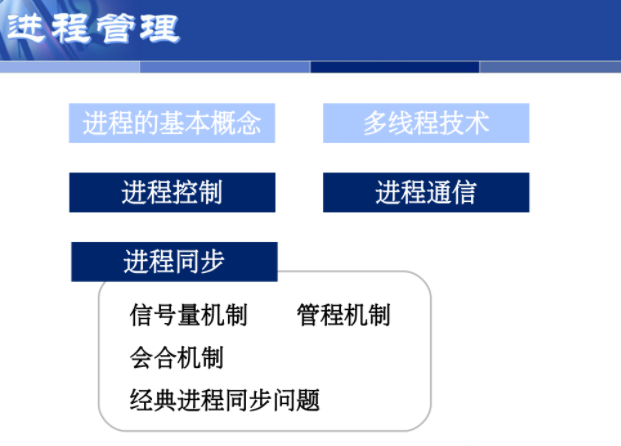 进程管理
进程的基本概念 多线程技术
进程控制 进程通信
进程同步
信号量机制 管程机制
会合机制
经典进程同步问题